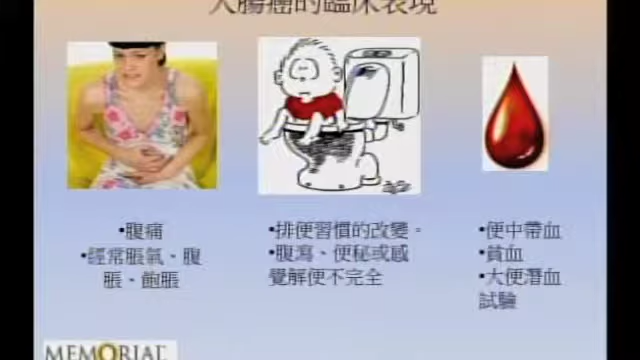 大腸癌的臨床表現
•腹痛
•經常脹氣、腹
脹、飽脹
•排便習慣的改變。
•腹瀉、便秘或感
覺解便不完全
•便中帶血
•貧血
•大便潛血
試驗
MEMORIAL